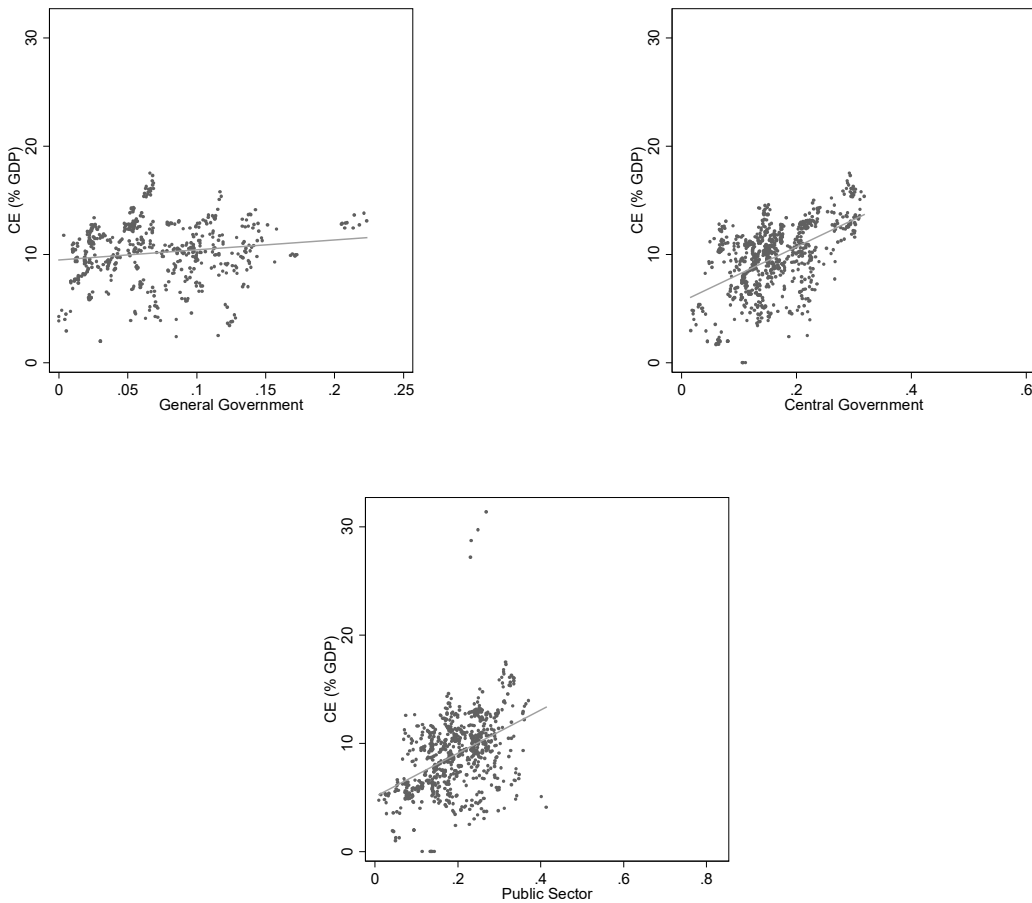 30
20
10
0
CE (% GDP)
0 .05 .1 .15 .2 .25
General Government
30
20
10
0
CE (% GDP)
0 .2 .4 .6
Central Government
30
20
10
0
CE (% GDP)
0 .2 .4 .6 .8
Public Sector